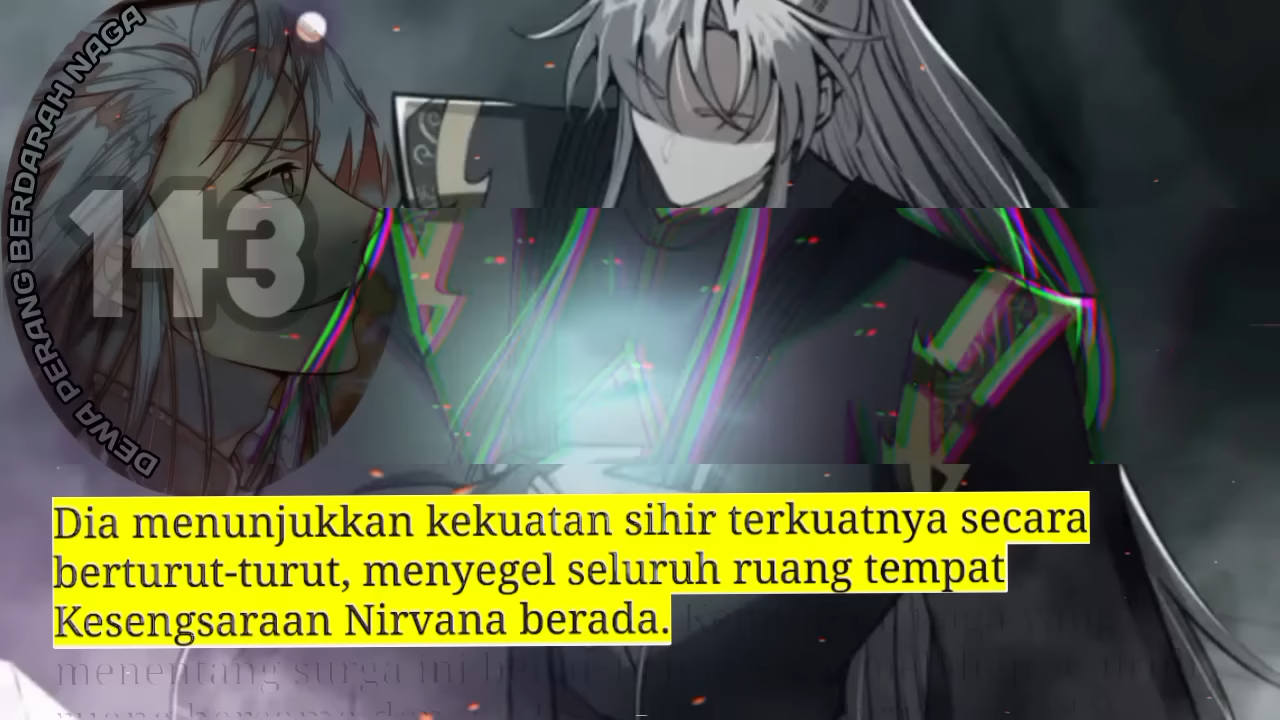 DEWA PERANG BERDARAH NAGA
143
Dia menunjukkan kekuatan sihir terkuatnya secara
berturut-turut, menyegel seluruh ruang tempat
Kesengsaraan Nirvana berada.
menentang surga ini